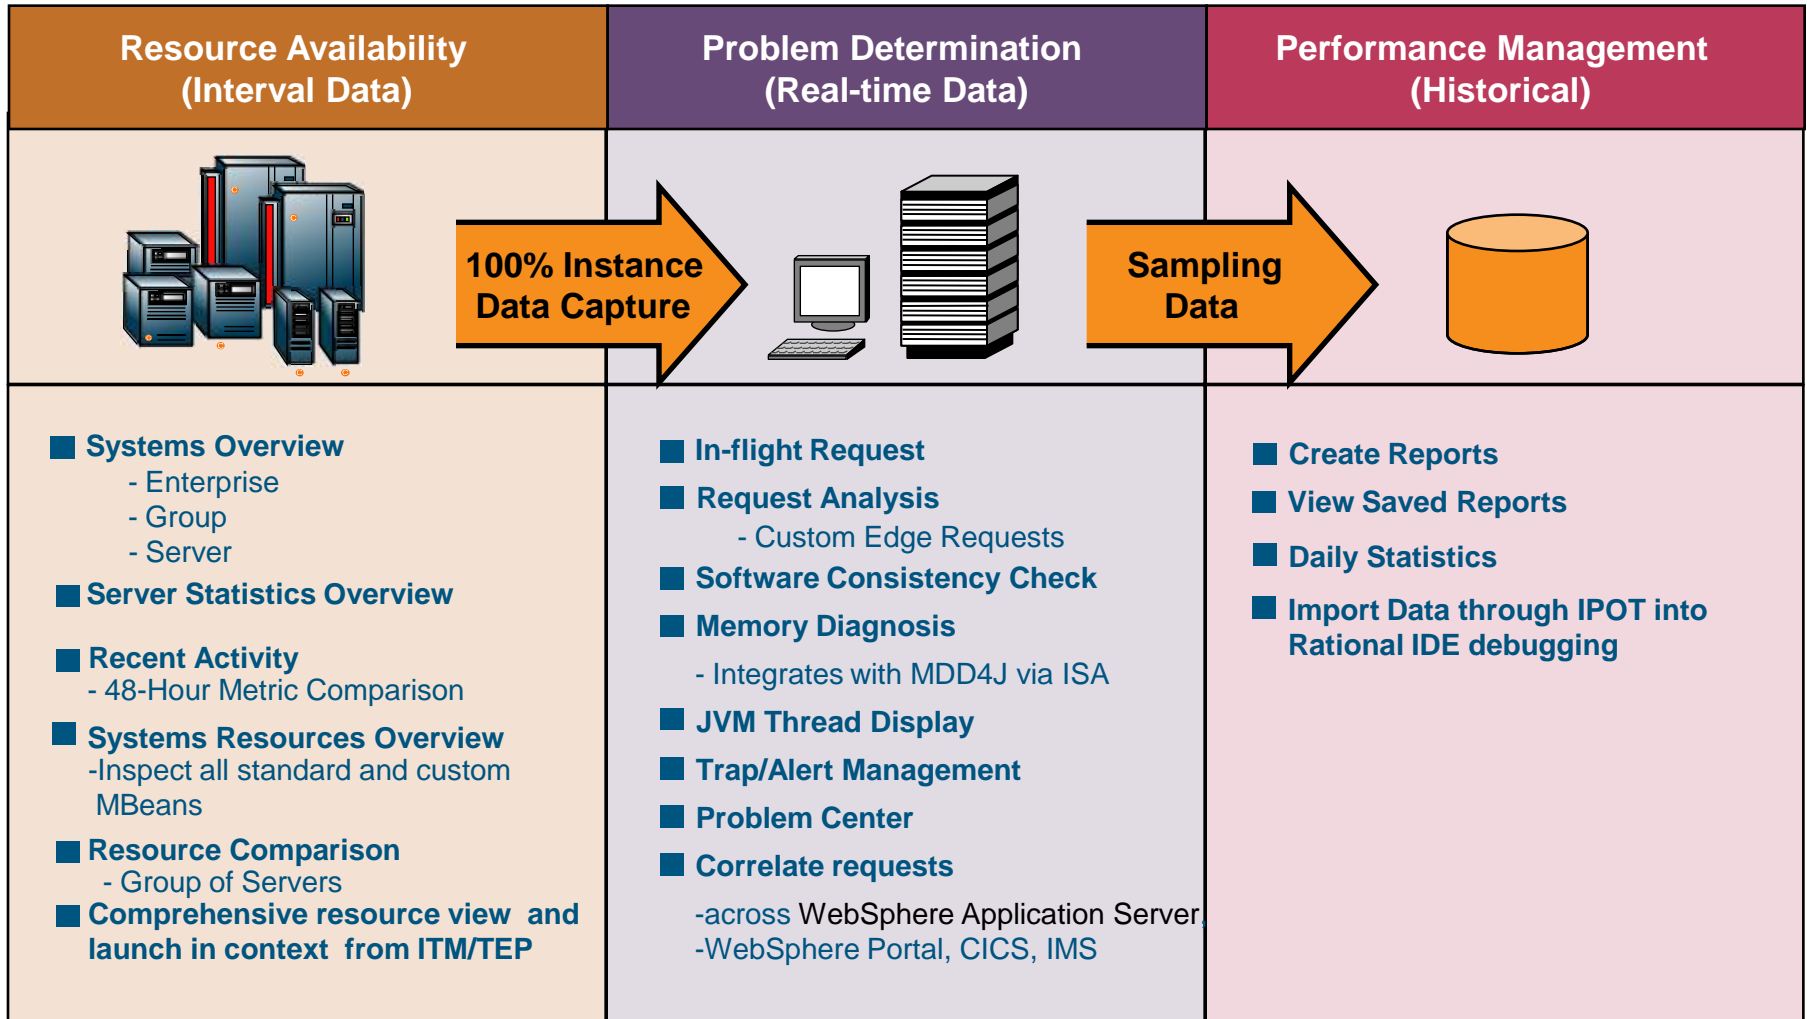 Resource Availability
(Interval Data)
Problem Determination
(Real-time Data)
Performance Management
(Historical)
100% Instance
Data Capture
Sampling
Data
Systems Overview
- Enterprise
- Group
- Server
Server Statistics Overview
Recent Activity
- 48-Hour Metric Comparison
Systems Resources Overview
-Inspect all standard and custom
MBeans
Resource Comparison
- Group of Servers
Comprehensive resource view and
launch in context from ITM/TEP
In-flight Request
Request Analysis
- Custom Edge Requests
Software Consistency Check
Memory Diagnosis
- Integrates with MDD4J via ISA
JVM Thread Display
Trap/Alert Management
Problem Center
Correlate requests
-across WebSphere Application Server,
-WebSphere Portal, CICS, IMS
Create Reports
View Saved Reports
Daily Statistics
Import Data through IPOT into
Rational IDE debugging